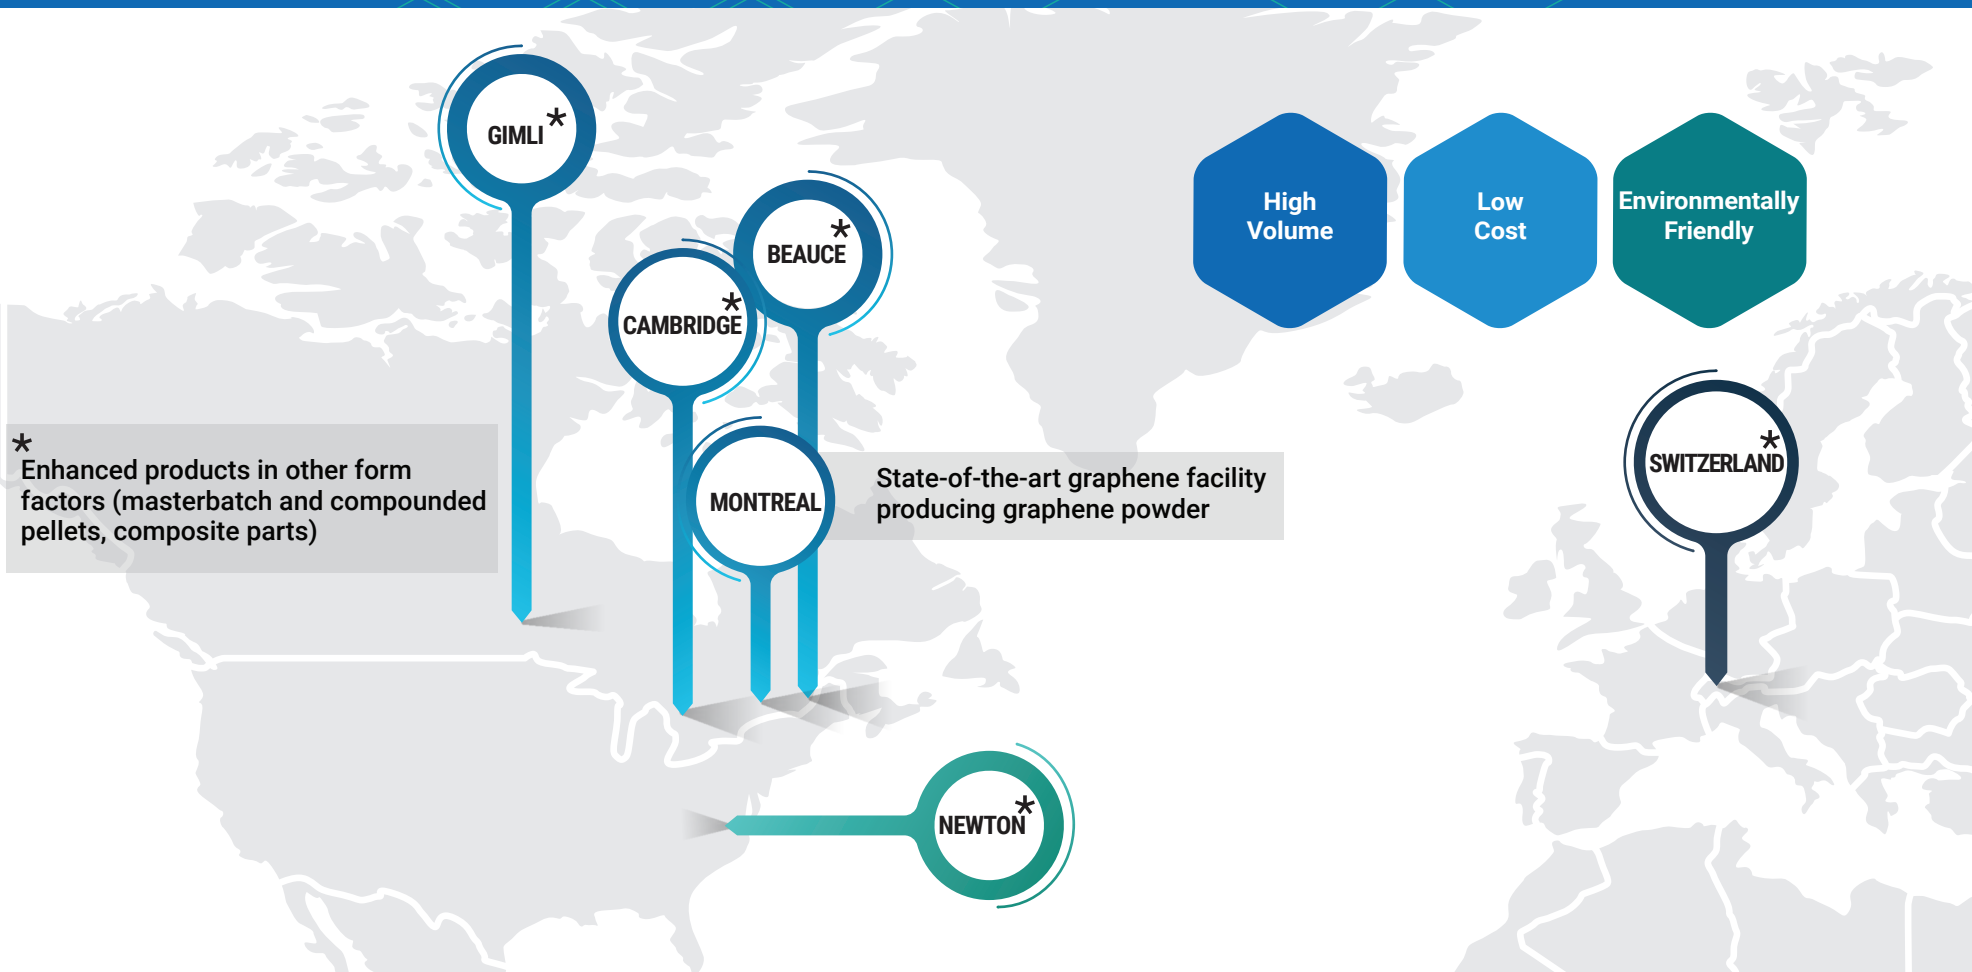 GIMLI*
BEAUCE*
CAMBRIDGE*
High
Volume
Low
Cost
Environmentally
Friendly
*
Enhanced products in other form
factors (masterbatch and compounded
pellets, composite parts)
MONTREAL
State-of-the-art graphene facility
producing graphene powder
SWITZERLAND*
NEWTON*